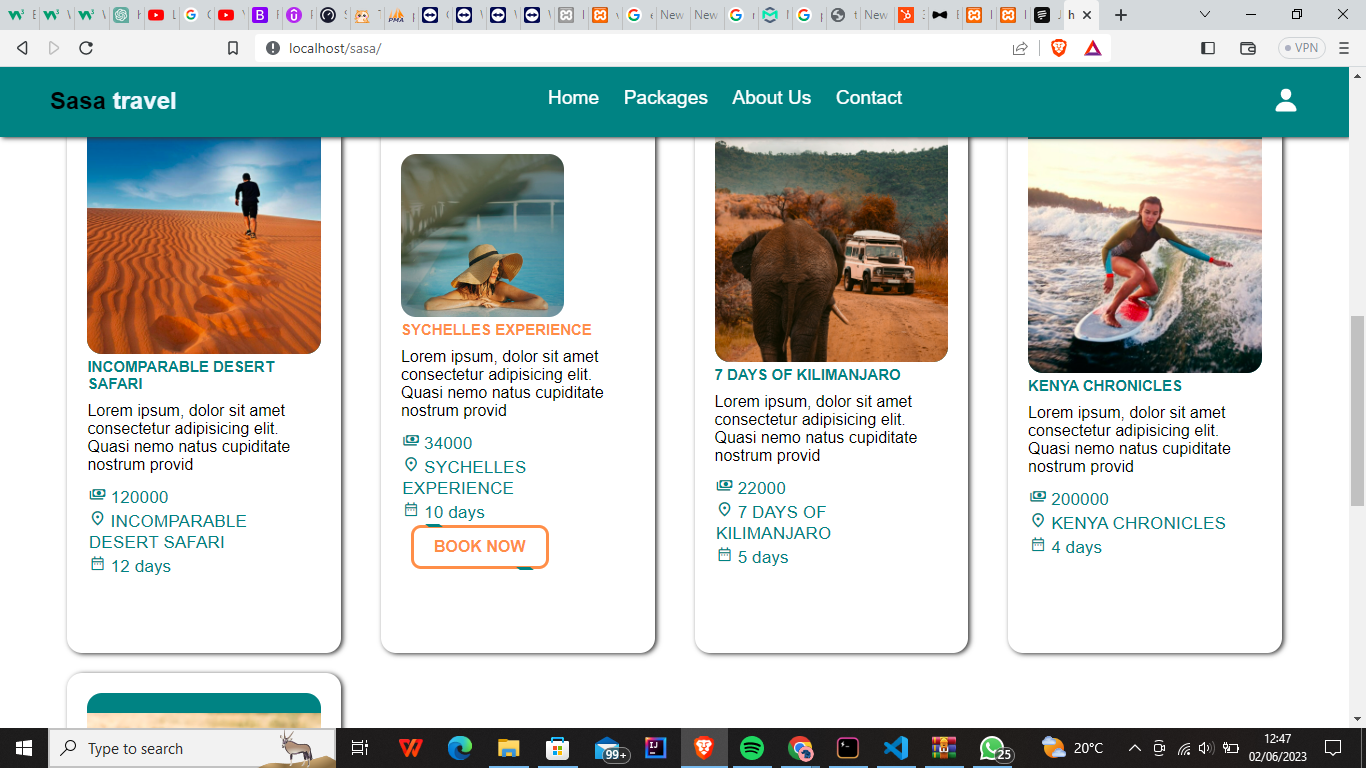 localhost/sasa/
VPN
Sasa travel
Home
Packages
About Us
Contact
INCOMPARABLE DESERT
SAFARI
Lorem ipsum, dolor sit amet
consectetur adipisicing elit.
Quasi nemo natus cupiditate
nostrum provid
120000
INCOMPARABLE
DESERT SAFARI
12 days
SYCHELLES EXPERIENCE
Lorem ipsum, dolor sit amet
consectetur adipisicing elit.
Quasi nemo natus cupiditate
nostrum provid
34000
SYCHELLES
EXPERIENCE
10 days
BOOK NOW
7 DAYS OF KILIMANJARO
Lorem ipsum, dolor sit amet
consectetur adipisicing elit.
Quasi nemo natus cupiditate
nostrum provid
22000
7 DAYS OF
KILIMANJARO
5 days
KENYA CHRONICLES
Lorem ipsum, dolor sit amet
consectetur adipisicing elit.
Quasi nemo natus cupiditate
nostrum provid
200000
KENYA CHRONICLES
4 days
Type to search
99+
25
20°C
12:47
02/06/2023